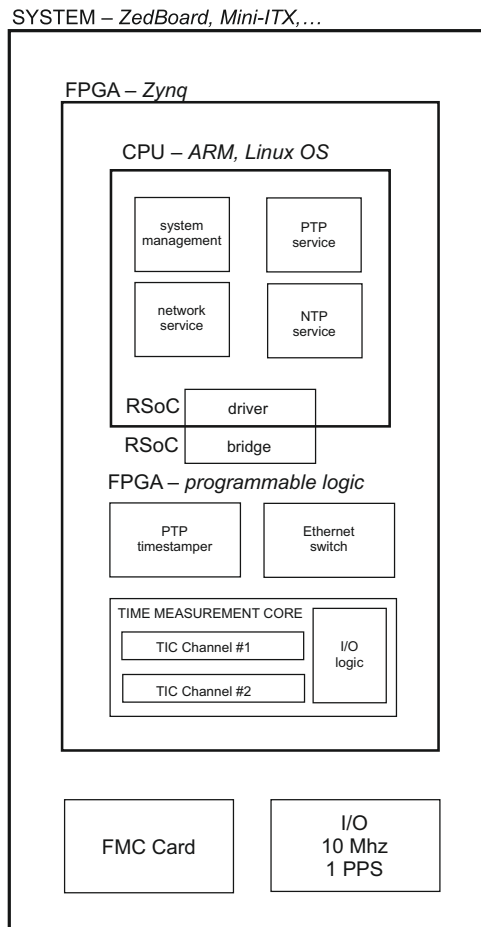 SYSTEM – ZedBoard, Mini-ITX,...
FPGA – Zynq
CPU – ARM, Linux OS
system
management
PTP
service
network
service
NTP
service
RSoC
driver
RSoC
bridge
FPGA – programmable logic
PTP
timestamper
Ethernet
switch
TIME MEASUREMENT CORE
TIC Channel #1
TIC Channel #2
I/O
logic
FMC Card
I/O
10 Mhz
1 PPS